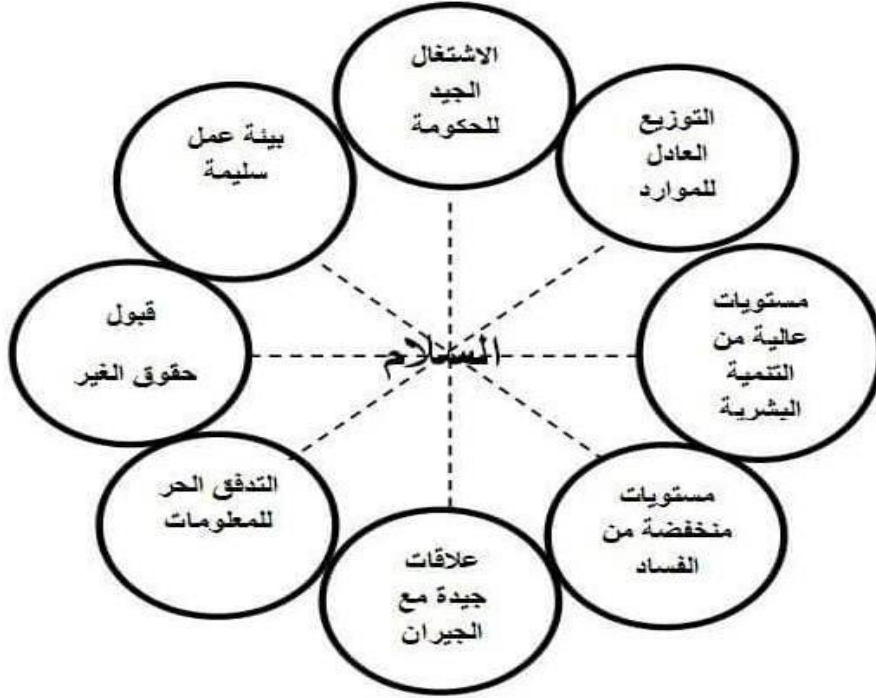 الاشتغال
الجيد
للحكومة
التوزيع
العادل
للموارد
مستويات
عالية من
التنمية
البشرية
مستويات
منخفضة من
الفساد
علاقات
جيدة مع
الجيران
التدفق الحر
للمعلومات
قبول
حقوق الغير
بيئة عمل
سليمة
السلام